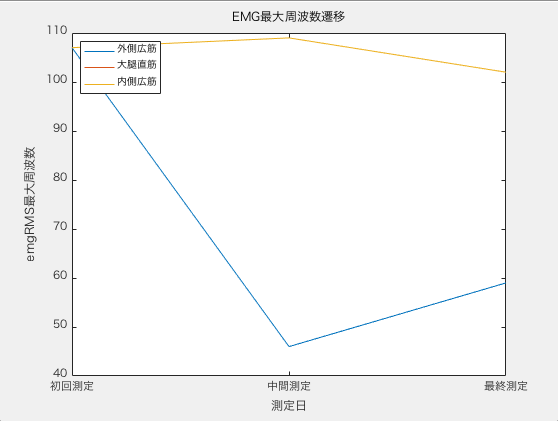 EMG最大周波数遷移
110
100
90
80
70
60
50
40
外側広筋
大腿直筋
内側広筋
emgRMS最大周波数
初回測定
中間測定
最終測定
測定日